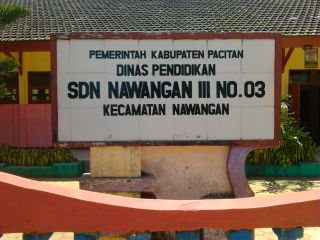 PEMERINTAH KABUPATEN PACITAN
DINAS PENDIDIKAN
SDN NAWANGAN III NO.03
KECAMATAN NAWANGAN